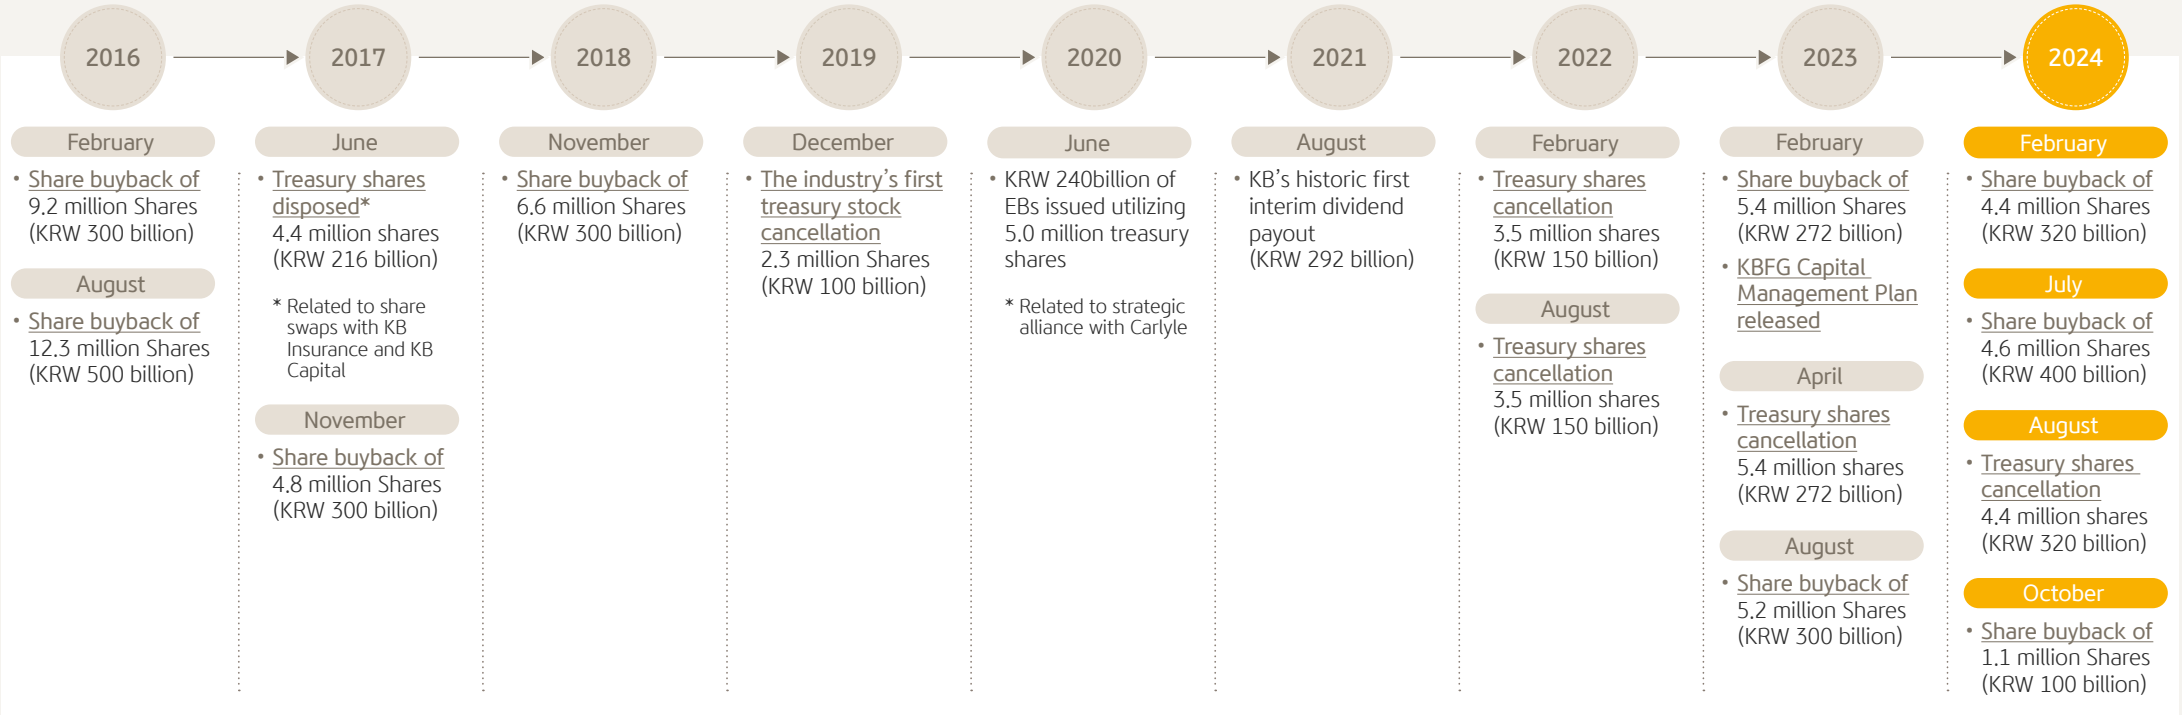 2016
2017
2018
2019
2020
2021
2022
2023
2024
February
• Share buyback of
9.2 million Shares
(KRW 300 billion)
August
• Share buyback of
12.3 million Shares
(KRW 500 billion)
June
• Treasury shares
disposed*
4.4 million shares
(KRW 216 billion)
* Related to share
swaps with KB
Insurance and KB
Capital
November
• Share buyback of
4.8 million Shares
(KRW 300 billion)
November
• Share buyback of
6.6 million Shares
(KRW 300 billion)
December
• The industry's first
treasury stock
cancellation
2.3 million Shares
(KRW 100 billion)
June
• KRW 240billion of
EBs issued utilizing
5.0 million treasury
shares
* Related to strategic
alliance with Carlyle
August
• KB's historic first
interim dividend
payout
(KRW 292 billion)
February
• Treasury shares
cancellation
3.5 million shares
(KRW 150 billion)
August
• Treasury shares
cancellation
3.5 million shares
(KRW 150 billion)
February
• Share buyback of
5.4 million Shares
(KRW 272 billion)
• KBFG Capital
Management Plan
released
April
• Treasury shares
cancellation
5.4 million shares
(KRW 272 billion)
August
• Share buyback of
5.2 million Shares
(KRW 300 billion)
February
• Share buyback of
4.4 million Shares
(KRW 320 billion)
July
• Share buyback of
4.6 million Shares
(KRW 400 billion)
August
• Treasury shares
cancellation
4.4 million shares
(KRW 320 billion)
October
• Share buyback of
1.1 million Shares
(KRW 100 billion)